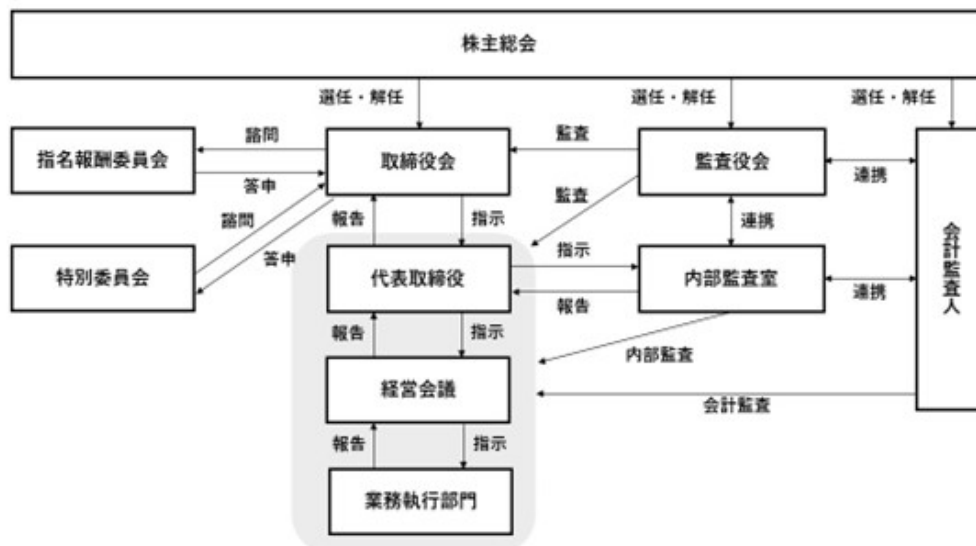 株主総会
選任・解任
選任・解任
選任・解任
指名報酬委員会
諮問
答申
取締役会
監査
監査役会
連携
会計監査人
諮問
答申
報告
指示
監査
連携
特別委員会
代表取締役
指示
報告
内部監査室
連携
報告
指示
内部監査
経営会議
会計監査
報告
指示
業務執行部門